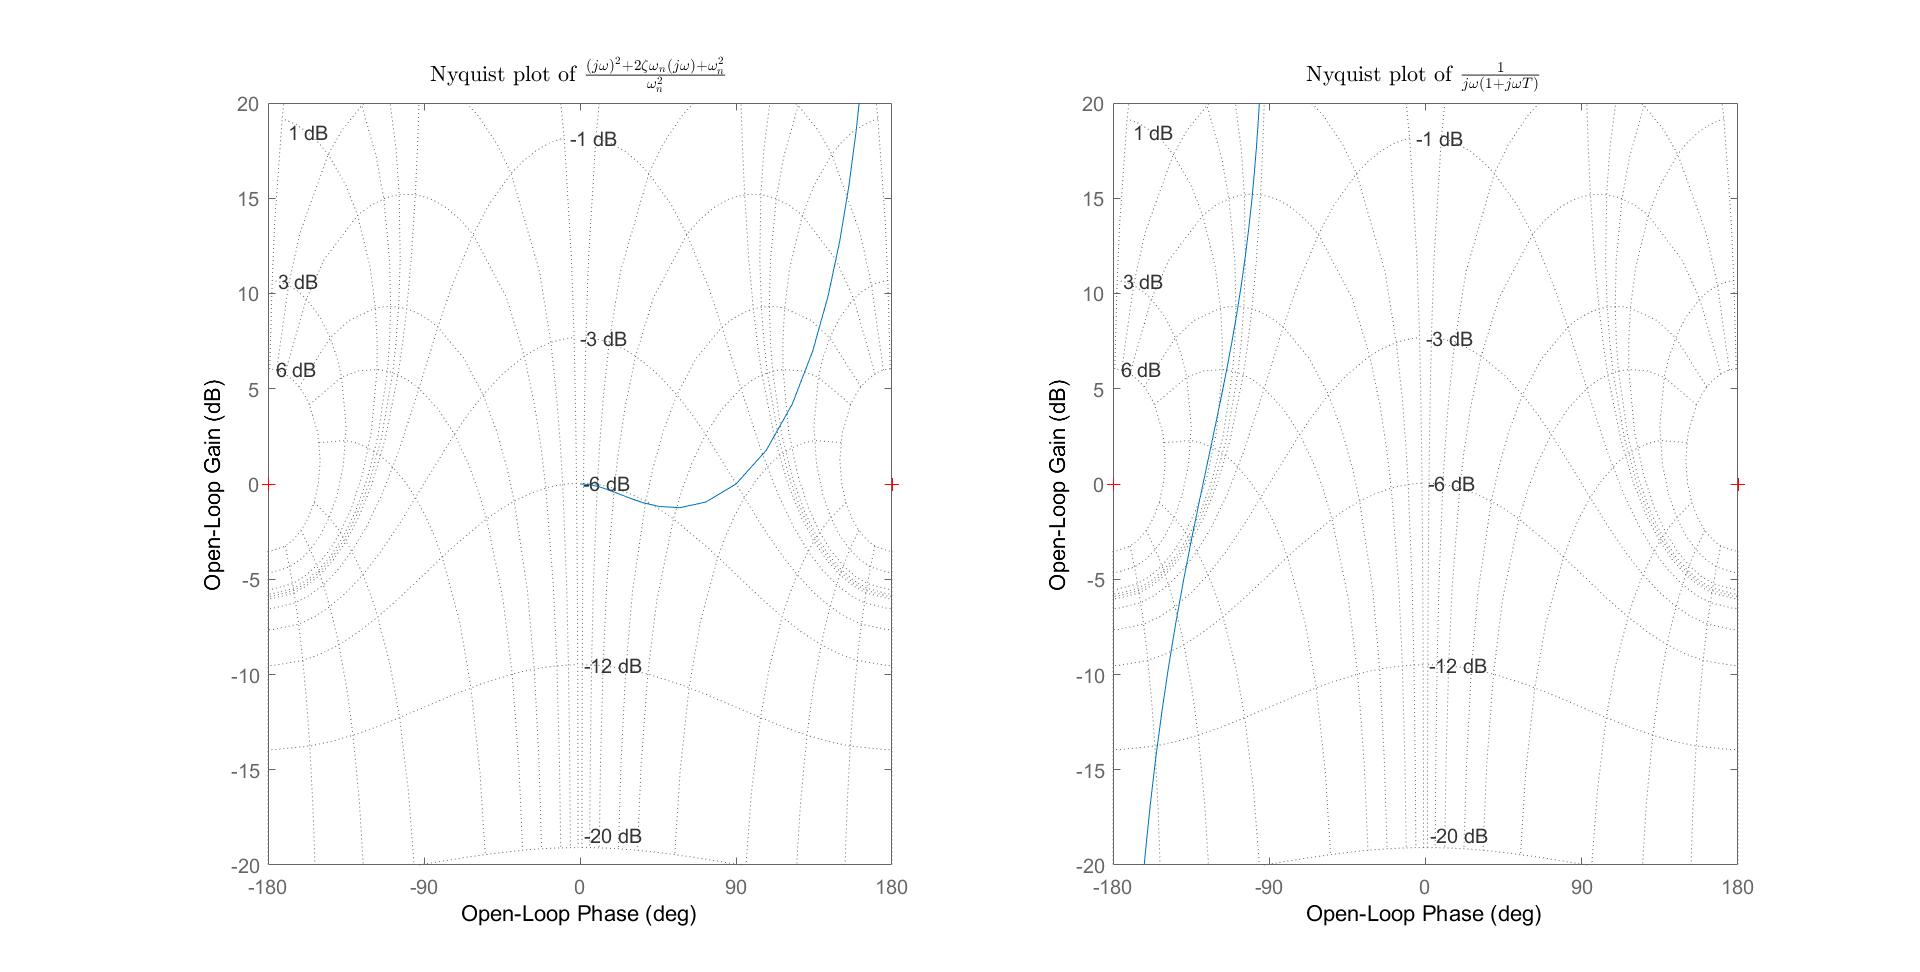 Nyquist plot of \frac{(j\omega)^2+2\zeta\omega_n(j\omega)+\omega_n^2}{\omega_n^2}
20
15
10
5
0
-5
-10
-15
-20
Open-Loop Gain (dB)
1 dB
3 dB
6 dB
-1 dB
-3 dB
-6 dB
-12 dB
-20 dB
-180 -90 0 90 180
Open-Loop Phase (deg)
Nyquist plot of \frac{1}{j\omega(1+j\omega T)}
20
15
10
5
0
-5
-10
-15
-20
Open-Loop Gain (dB)
1 dB
3 dB
6 dB
-1 dB
-3 dB
-6 dB
-12 dB
-20 dB
-180 -90 0 90 180
Open-Loop Phase (deg)